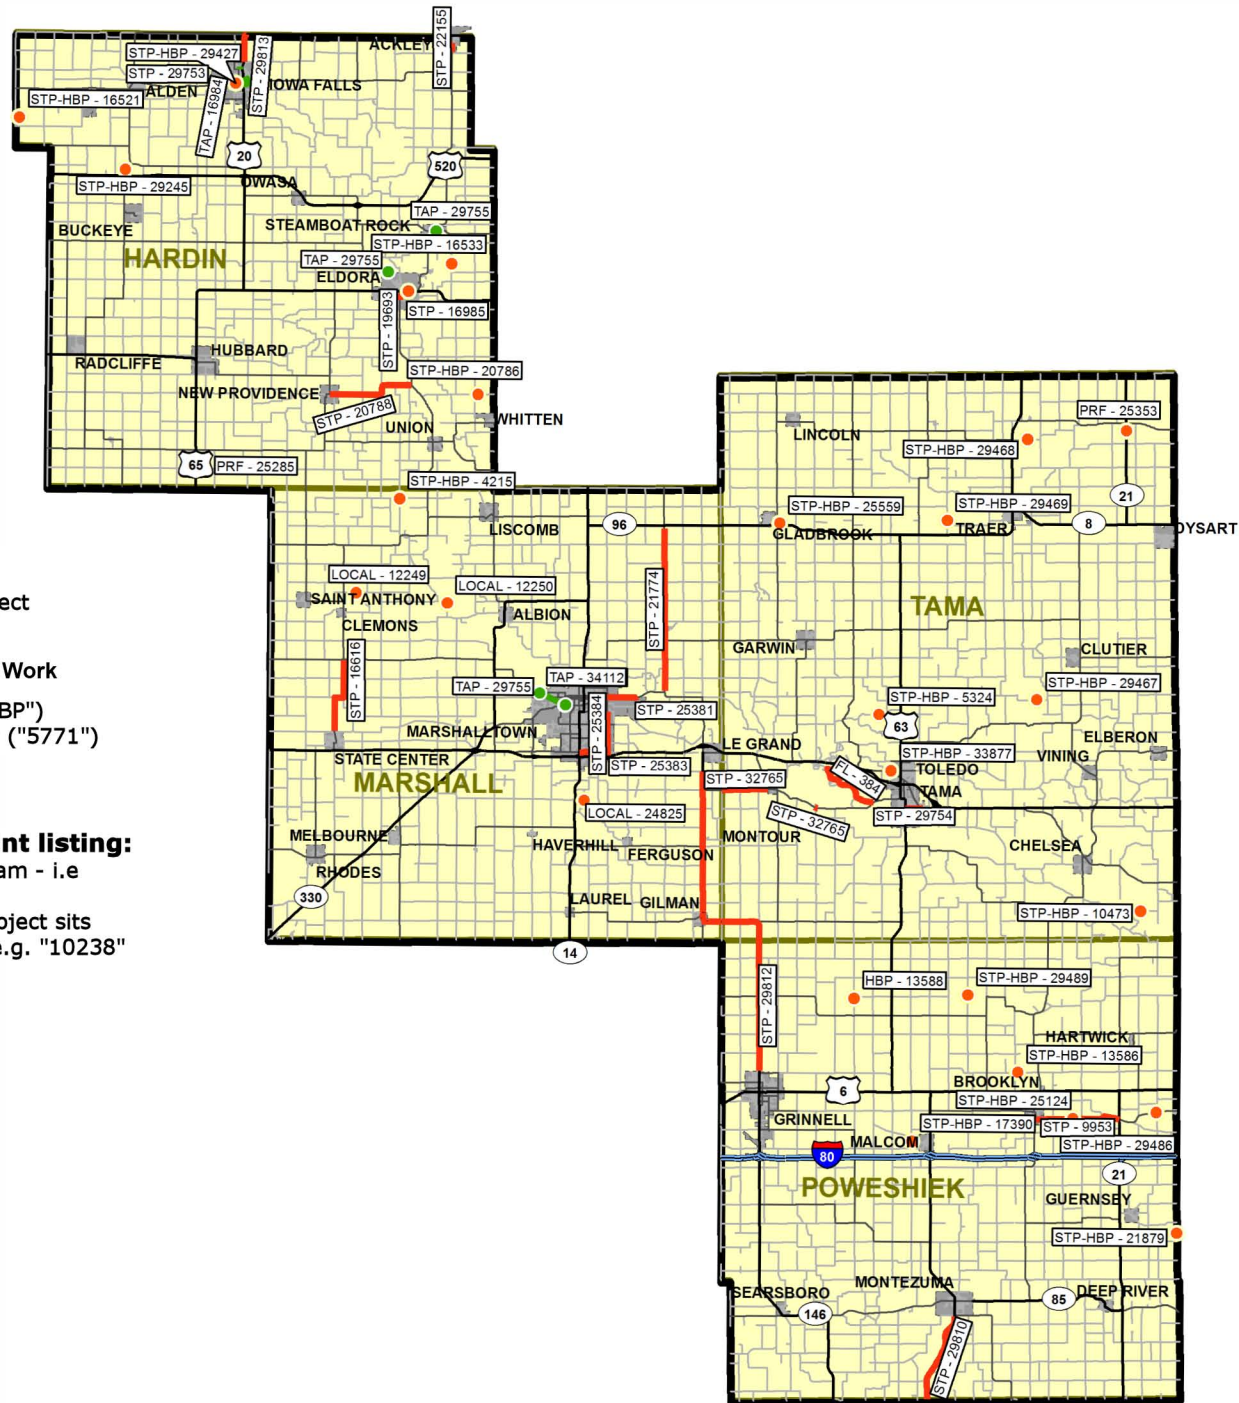 ACKLEY
STP - 22155
STP-HBP - 29427
STP - 29753
STP - 29813
IOWA FALLS
ALDEN
TAP - 16984
STP-HBP - 16521
20
520
STP-HBP - 29245
OWASA
TAP - 29755
BUCKEYE
STEAMBOAT ROCK
STP-HBP - 16533
HARDIN
TAP - 29755
ELDORA
STP - 16985
STP - 19693
HUBBARD
RADCLIFFE
STP-HBP - 20786
NEW PROVIDENCE
STP - 20788
UNION
WHITTEN
65
PRF - 25285
STP-HBP - 4215
LISCOMB
PRF - 25353
LINCOLN
STP-HBP - 29468
21
STP-HBP - 25559
STP-HBP - 29469
96
GLADBROOK
TRAER
8
DYSART
LOCAL - 12249
LOCAL - 12250
SAINT ANTHONY
ALBION
CLEMONS
STP - 21774
TAMA
GARWIN
CLUTIER
STP - 16616
TAP - 29755
TAP - 34112
STP-HBP - 29467
STP-HBP - 5324
STP - 25381
STP - 25384
63
MARSHALLTOWN
LE GRAND
ELBERON
STP-HBP - 33877
VINING
STATE CENTER
STP - 25383
STP - 32765
FL - 384
TOLEDO
TAMA
MARSHALL
LOCAL - 24825
STP - 32765
STP - 29754
MELBOURNE
HAVERHILL
FERGUSON
MONTOUR
CHELSEA
RHODES
330
LAUREL
GILMAN
STP-HBP - 10473
14
HBP - 13588
STP-HBP - 29489
STP - 29812
HARTWICK
STP-HBP - 13586
BROOKLYN
6
STP-HBP - 25124
GRINNELL
STP-HBP - 17390
STP - 9953
MALCOM
STP-HBP - 29486
80
21
POWESHIEK
GUERNSEY
STP-HBP - 21879
MONTEZUMA
SEARSBORO
85
DEEP RIVER
146
STP - 29810
ect
Work
BP")
("5771")
nt listing:
am - i.e
oject sits
e.g. "10238"